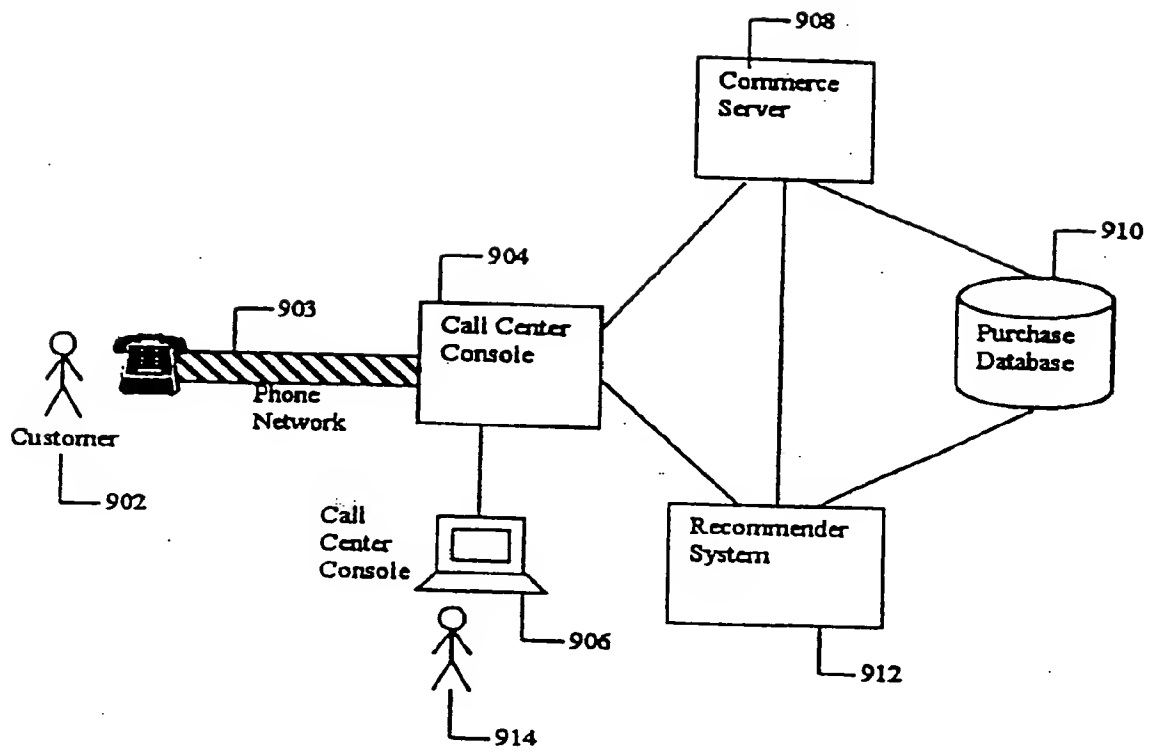 908
Commerce
Server
910
Purchase
Database
904
Call Center
Console
903
Phone
Network
Customer
902
Call
Center
Console
906
914
Recommender
System
912